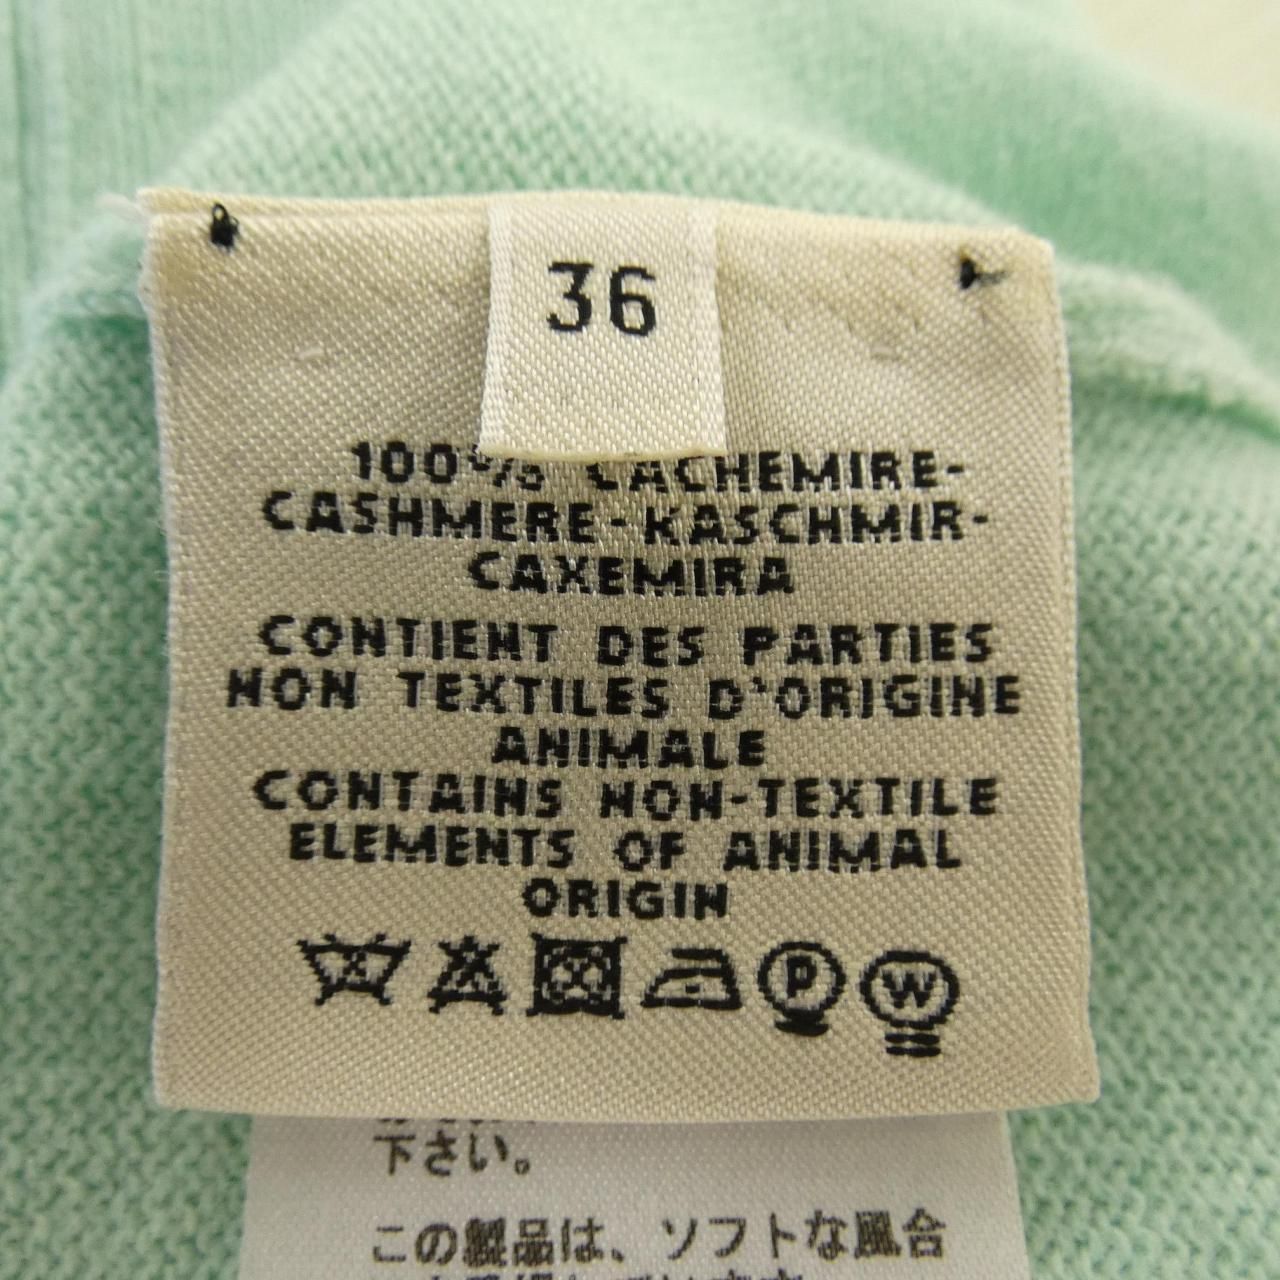 36
100% CACHEMIRE-
CASHMERE-KASCHMIR-
CAXEMIRA
CONTIENT DES PARTIES
NON TEXTILES D'ORIGINE
ANIMALE
CONTAINS NON-TEXTILE
ELEMENTS OF ANIMAL
ORIGIN
P W
下さい。
この製品は、ソフトな風合